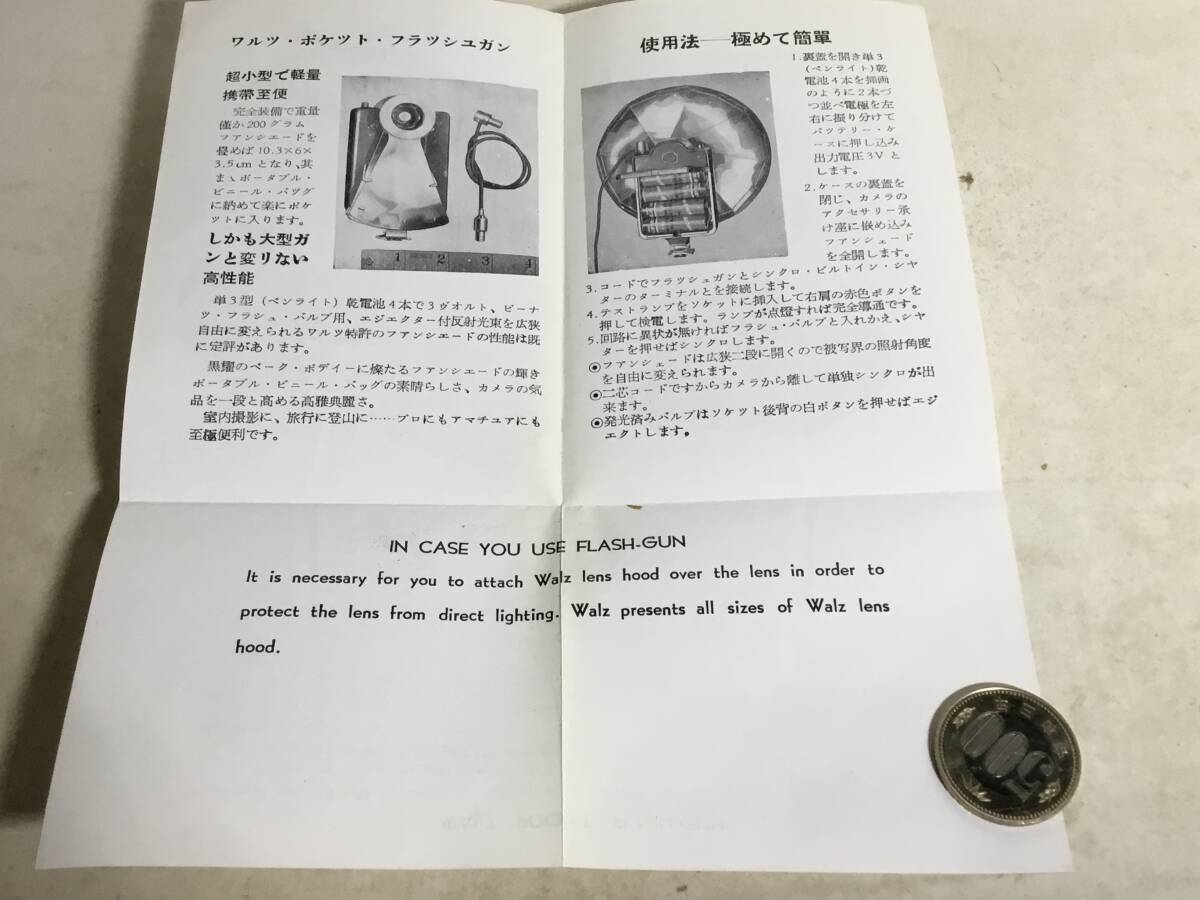 ワルツ・ポケツト・フラツシユガン
超小型で軽量
携帯至便
完全装備で重量
僅か200グラム
フアンシエードを
畳めば10.3×6×
3.5cmとなり、其
まゝポータブル・
ビニール・バツグ
に納めて楽にポケ
ツトに入ります。
しかも大型ガ
ンと変りない
高性能
単3型(ペンライト)乾電池4本で3ヴオルト、ピーナ
ツ・フラシュ・バルブ用、エジエクター付反射光束を広狭
自由に変えられるワルツ特許のフアンシエードの性能は既
に定評があります。
黒耀のベーク・ボデイーに燦たるフアンシエードの輝き
ポータブル・ビニール・バッグの素晴らしさ、カメラの気
品を一段と高める高雅典麗さ。
室内撮影に、旅行に登山に……プロにもアマチュアにも
至極便利です。
使用法──極めて簡單
1.裏蓋を開き単3
(ペンライト)乾
電池4本を挿画
のように2本づ
つ並べ電極を左
右に振り分けて
バツテリー・ケ
ースに押し込み
出力電圧3Vと
します。
2.ケースの裏蓋を
閉じ、カメラの
アクセサリー承
け座に嵌め込み
フアンシェード
を全開します。
3.コードでフラツシュガンとシンクロ・ビルトイン・シヤ
ターのターミナルとを接続します。
4.テストランプをソケットに挿入して右肩の赤色ボタンを
押して検電します。ランプが点燈すれば完全導通です。
5.回路に異状が無ければフラシュ・バルブと入れかえ、シヤ
ターを押せばシンクロします。
◉フアンシェードは広狭二段に開くので被写界の照射角度
を自由に変えられます。
◉二芯コードですからカメラから離して単独シンクロが出
来ます。
◉発光済みバルブはソケツト後背の白ボタンを押せばエジ
エクトします。
1 2 3 4
IN CASE YOU USE FLASH-GUN
It is necessary for you to attach Walz lens hood over the lens in order to
protect the lens from direct lighting. Walz presents all sizes of Walz lens
hood.
500